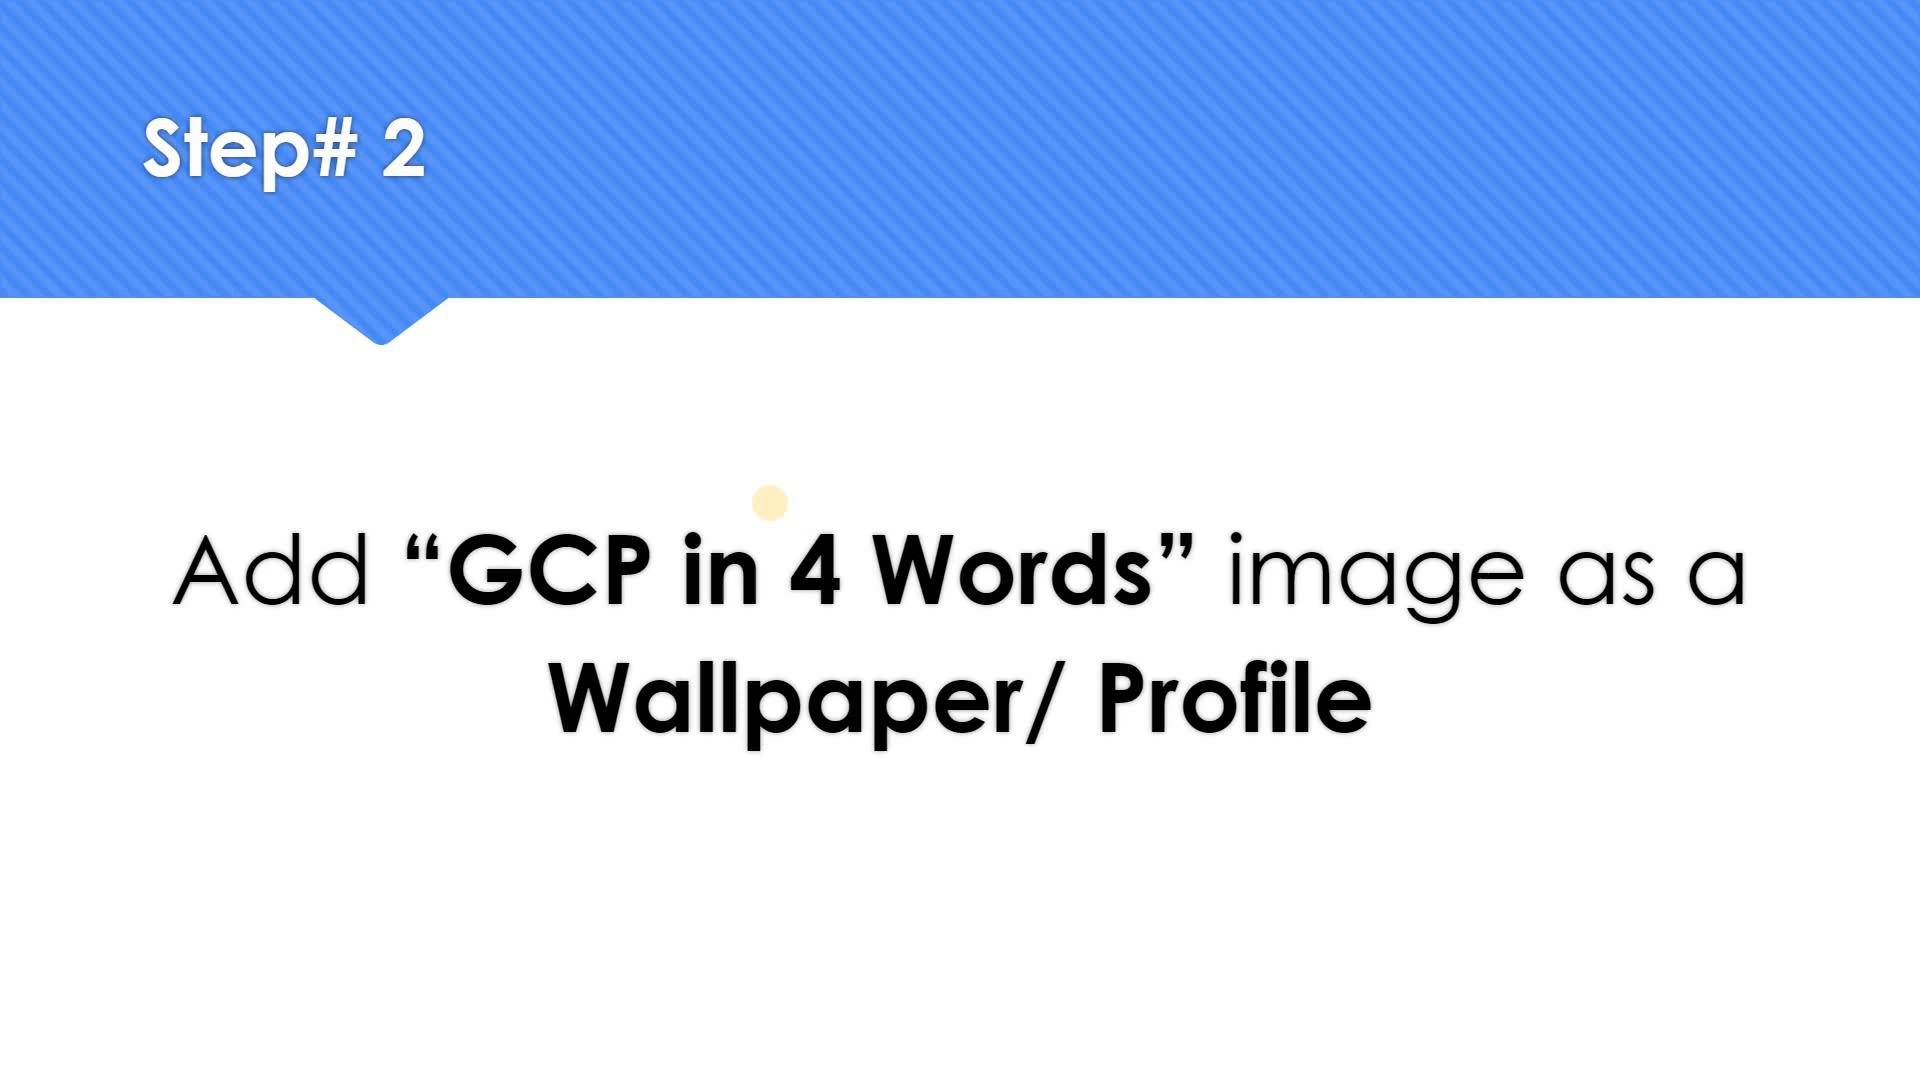 Step# 2
Add “GCP in 4 Words” image as a
Wallpaper/ Profile